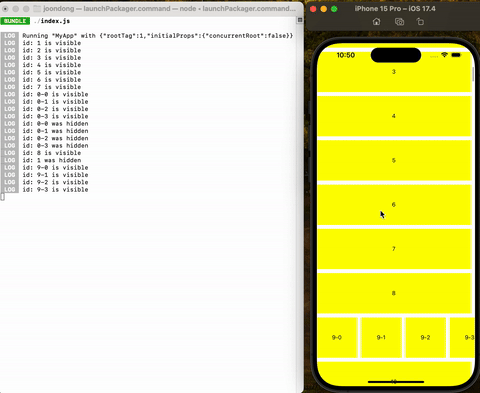 joondong — launchPackager.command — node ‹ launchPackager.command...
BUNDLE ./index.js
LOG Running "MyApp" with {"rootTag":1,"initialProps":{"concurrentRoot":false}}
LOG id: 1 is visible
LOG id: 2 is visible
LOG id: 3 is visible
LOG id: 4 is visible
LOG id: 5 is visible
LOG id: 6 is visible
LOG id: 7 is visible
LOG id: 0-0 is visible
LOG id: 0-1 is visible
LOG id: 0-2 is visible
LOG id: 0-3 is visible
LOG id: 0-0 was hidden
LOG id: 0-1 was hidden
LOG id: 0-2 was hidden
LOG id: 0-3 was hidden
LOG id: 8 is visible
LOG id: 1 was hidden
LOG id: 9-0 is visible
LOG id: 9-1 is visible
LOG id: 9-2 is visible
LOG id: 9-3 is visible
iPhone 15 Pro – iOS 17.4
10:50
3
4
5
6
7
8
9-0 9-1 9-2 9-3